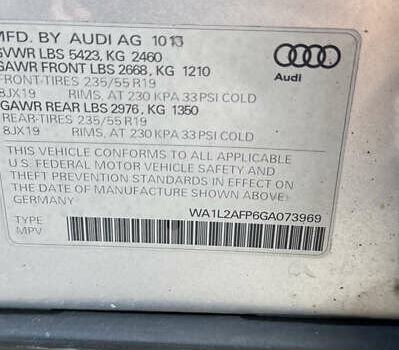 MFD. BY AUDI AG 1013
GVWR LBS 5423, KG 2460
GAWR FRONT LBS 2668, KG 1210
FRONT-TIRES 235/55 R19
8JX19 RIMS, AT 230 KPA 33 PSI COLD
GAWR REAR LBS 2976, KG 1350
REAR-TIRES 235/55 R19
8JX19 RIMS, AT 230 KPA 33 PSI COLD
Audi
THIS VEHICLE CONFORMS TO ALL APPLICABLE
U.S. FEDERAL MOTOR VEHICLE SAFETY AND
THEFT PREVENTION STANDARDS IN EFFECT ON
THE DATE OF MANUFACTURE SHOWN ABOVE
GERMANY
WA1L2AFP6GA073969
TYPE
MPV